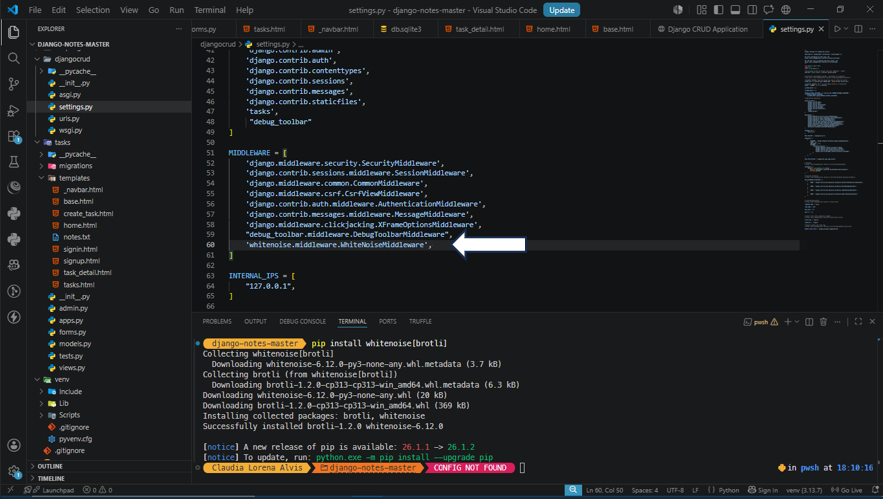 File Edit Selection View Go Run Terminal Help
settings.py - django-notes-master - Visual Studio Code
Update
EXPLORER
forms.py
tasks.html
_navbar.html
db.sqlite3
task_detail.html
home.html
base.html
Django CRUD Application
settings.py
djangocrud > settings.py > ...
DJANGO-NOTES-MASTER
djangocrud
__pycache__
__init__.py
asgi.py
settings.py
urls.py
wsgi.py
tasks
__pycache__
migrations
templates
_navbar.html
base.html
create_task.html
home.html
notes.txt
signin.html
signup.html
task_detail.html
tasks.html
__init__.py
admin.py
apps.py
forms.py
models.py
tests.py
views.py
venv
Include
Lib
Scripts
.gitignore
pyvenv.cfg
.gitignore
OUTLINE
TIMELINE
41 'django.contrib.admin',
42 'django.contrib.auth',
43 'django.contrib.contenttypes',
44 'django.contrib.sessions',
45 'django.contrib.messages',
46 'django.contrib.staticfiles',
47 'tasks',
48 "debug_toolbar"
49 ]
50
51 MIDDLEWARE = [
52 'django.middleware.security.SecurityMiddleware',
53 'django.contrib.sessions.middleware.SessionMiddleware',
54 'django.middleware.common.CommonMiddleware',
55 'django.middleware.csrf.CsrfViewMiddleware',
56 'django.contrib.auth.middleware.AuthenticationMiddleware',
57 'django.contrib.messages.middleware.MessageMiddleware',
58 'django.middleware.clickjacking.XFrameOptionsMiddleware',
59 "debug_toolbar.middleware.DebugToolbarMiddleware",
60 'whitenoise.middleware.WhiteNoiseMiddleware',
61 ]
62
63 INTERNAL_IPS = [
64 "127.0.0.1",
65 ]
66
PROBLEMS OUTPUT DEBUG CONSOLE TERMINAL PORTS TRUFFLE
pwsh
django-notes-master pip install whitenoise[brotli]
Collecting whitenoise[brotli]
Downloading whitenoise-6.12.0-py3-none-any.whl.metadata (3.7 kB)
Collecting brotli (from whitenoise[brotli])
Downloading brotli-1.2.0-cp313-cp313-win_amd64.whl.metadata (6.3 kB)
Downloading whitenoise-6.12.0-py3-none-any.whl (20 kB)
Downloading brotli-1.2.0-cp313-cp313-win_amd64.whl (369 kB)
Installing collected packages: brotli, whitenoise
Successfully installed brotli-1.2.0 whitenoise-6.12.0
[notice] A new release of pip is available: 26.1.1 -> 26.1.2
[notice] To update, run: python.exe -m pip install --upgrade pip
Claudia Lorena Alvis django-notes-master CONFIG NOT FOUND
in pwsh at 18:10:16
Launchpad 0 0
Ln 60, Col 50 Spaces: 4 UTF-8 LF { } Python Sign In venv (3.13.7) Go Live